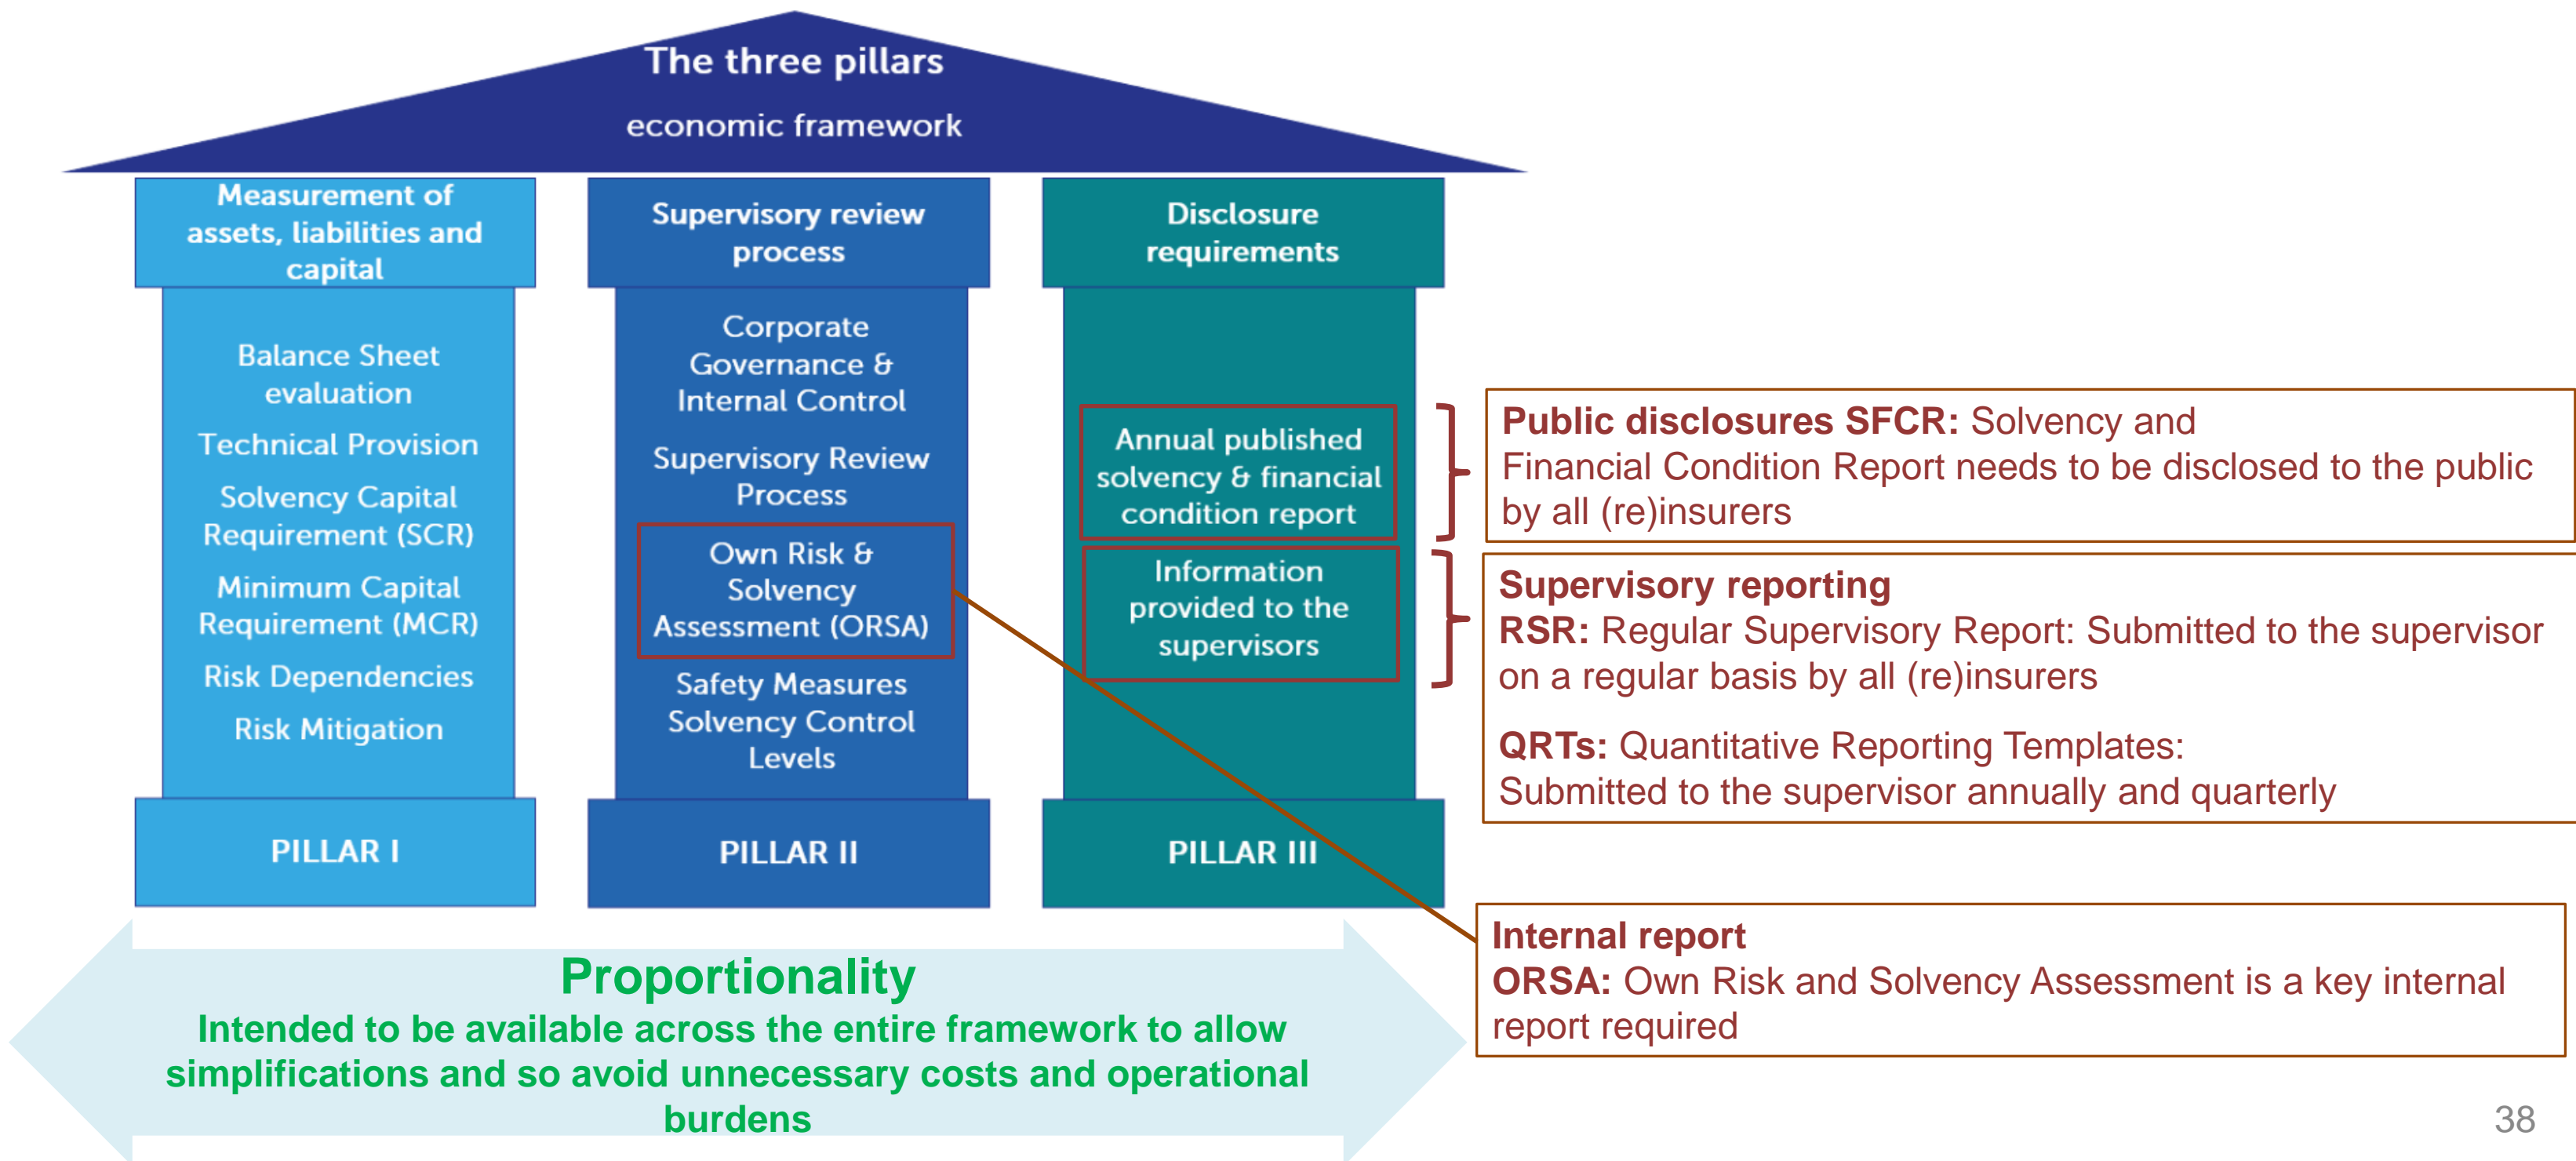 The three pillars
economic framework
Measurement of
assets, liabilities and
capital
Balance Sheet
evaluation
Technical Provision
Solvency Capital
Requirement (SCR)
Minimum Capital
Requirement (MCR)
Risk Dependencies
Risk Mitigation
PILLAR I
Supervisory review
process
Corporate
Governance &
Internal Control
Supervisory Review
Process
Own Risk &
Solvency
Assessment (ORSA)
Safety Measures
Solvency Control
Levels
PILLAR II
Disclosure
requirements
Annual published
solvency & financial
condition report
Information
provided to the
supervisors
PILLAR III
Public disclosures SFCR: Solvency and
Financial Condition Report needs to be disclosed to the public
by all (re)insurers
Supervisory reporting
RSR: Regular Supervisory Report: Submitted to the supervisor
on a regular basis by all (re)insurers
QRTs: Quantitative Reporting Templates:
Submitted to the supervisor annually and quarterly
Internal report
ORSA: Own Risk and Solvency Assessment is a key internal
report required
Proportionality
Intended to be available across the entire framework to allow
simplifications and so avoid unnecessary costs and operational
burdens
38